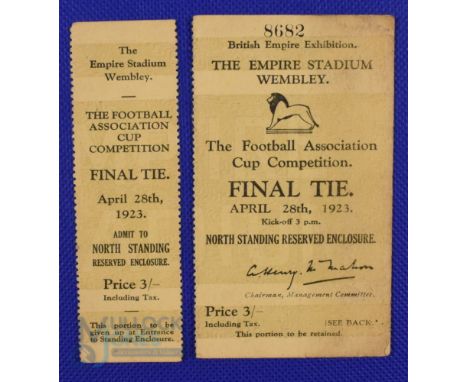 The
Empire Stadium
Wembley.
THE FOOTBALL
ASSOCIATION
CUP
COMPETITION
FINAL TIE.
April 28th,
1923.
ADMIT TO
NORTH STANDING
RESERVED ENCLOSURE.
Price 3/-
Including Tax.
This portion to be
given up at Entrance
to Standing Enclosure.
8682
British Empire Exhibition.
THE EMPIRE STADIUM
WEMBLEY.
The Football Association
Cup Competition.
FINAL TIE.
APRIL 28th, 1923.
Kick-off 3 p.m.
NORTH STANDING RESERVED ENCLOSURE.
Chairman, Management Committee.
Price 3/-
Including Tax.
[SEE BACK.
This portion to be retained.